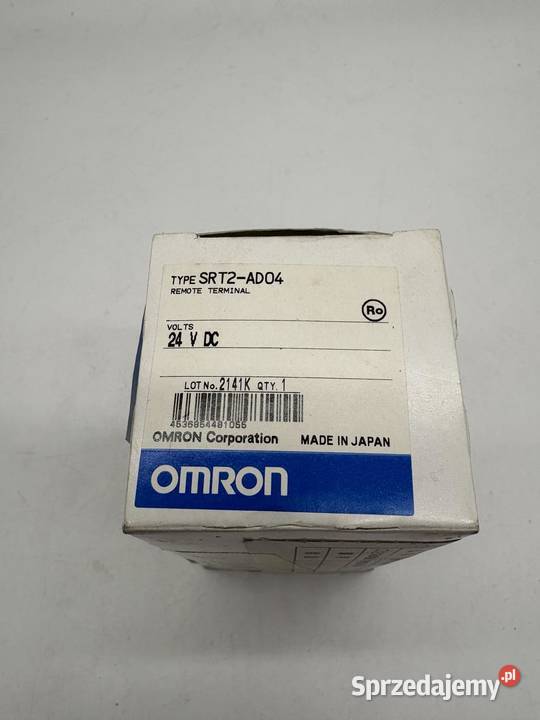 TYPE SRT2-AD04
REMOTE TERMINAL
Ro
VOLTS
24 V DC
LOT No. 2141K QTY. 1
4536854481055
OMRON Corporation MADE IN JAPAN
OMRON
Sprzedajemy.pl